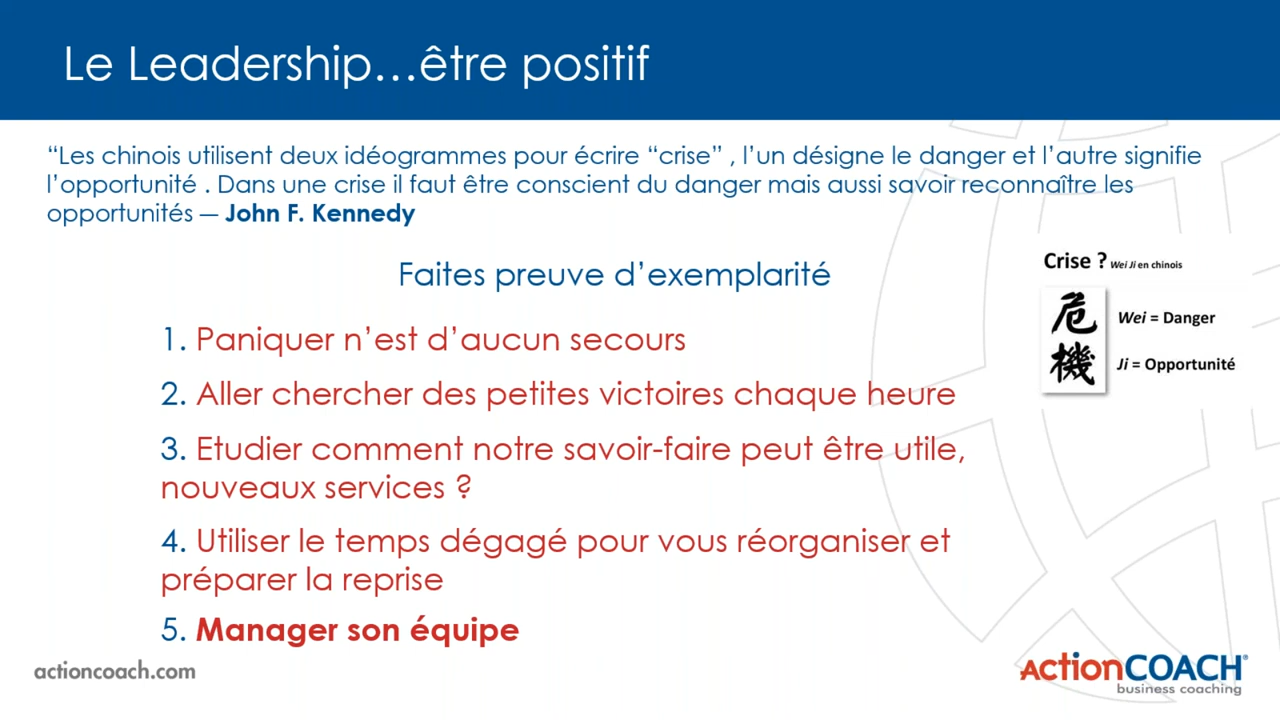 Le Leadership…être positif
“Les chinois utilisent deux idéogrammes pour écrire “crise” , l’un désigne le danger et l’autre signifie
l’opportunité . Dans une crise il faut être conscient du danger mais aussi savoir reconnaître les
opportunités — John F. Kennedy
Faites preuve d’exemplarité
1. Paniquer n’est d’aucun secours
2. Aller chercher des petites victoires chaque heure
3. Etudier comment notre savoir-faire peut être utile,
nouveaux services ?
4. Utiliser le temps dégagé pour vous réorganiser et
préparer la reprise
5. Manager son équipe
Crise ? Wei Ji en chinois
危 Wei = Danger
機 Ji = Opportunité
actioncoach.com
ActionCOACH®
business coaching